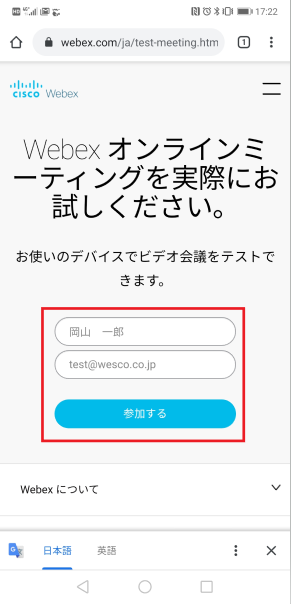 17:22
webex.com/ja/test-meeting.htm
1
cisco Webex
Webex オンラインミ
ーティングを実際にお
試しください。
お使いのデバイスでビデオ会議をテストで
きます。
岡山　一郎
test@wesco.co.jp
参加する
Webex について
日本語 英語